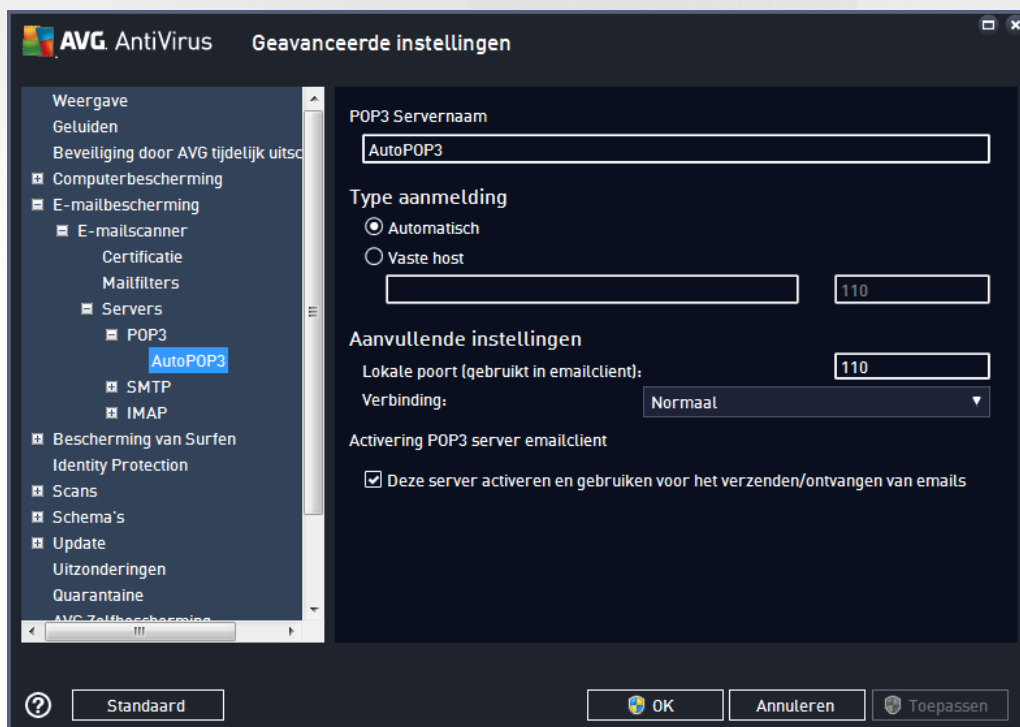 AVG. AntiVirus Geavanceerde instellingen
Weergave
Geluiden
Beveiliging door AVG tijdelijk uitsc
Computerbescherming
E-mailbescherming
E-mailscanner
Certificatie
Mailfilters
Servers
POP3
AutoPOP3
SMTP
IMAP
Bescherming van Surfen
Identity Protection
Scans
Schema's
Update
Uitzonderingen
Quarantaine
AVG Zelfbescherming
POP3 Servernaam
AutoPOP3
Type aanmelding
Automatisch
Vaste host
110
Aanvullende instellingen
Lokale poort (gebruikt in emailclient): 110
Verbinding: Normaal
Activering POP3 server emailclient
Deze server activeren en gebruiken voor het verzenden/ontvangen van emails
? Standaard OK Annuleren Toepassen